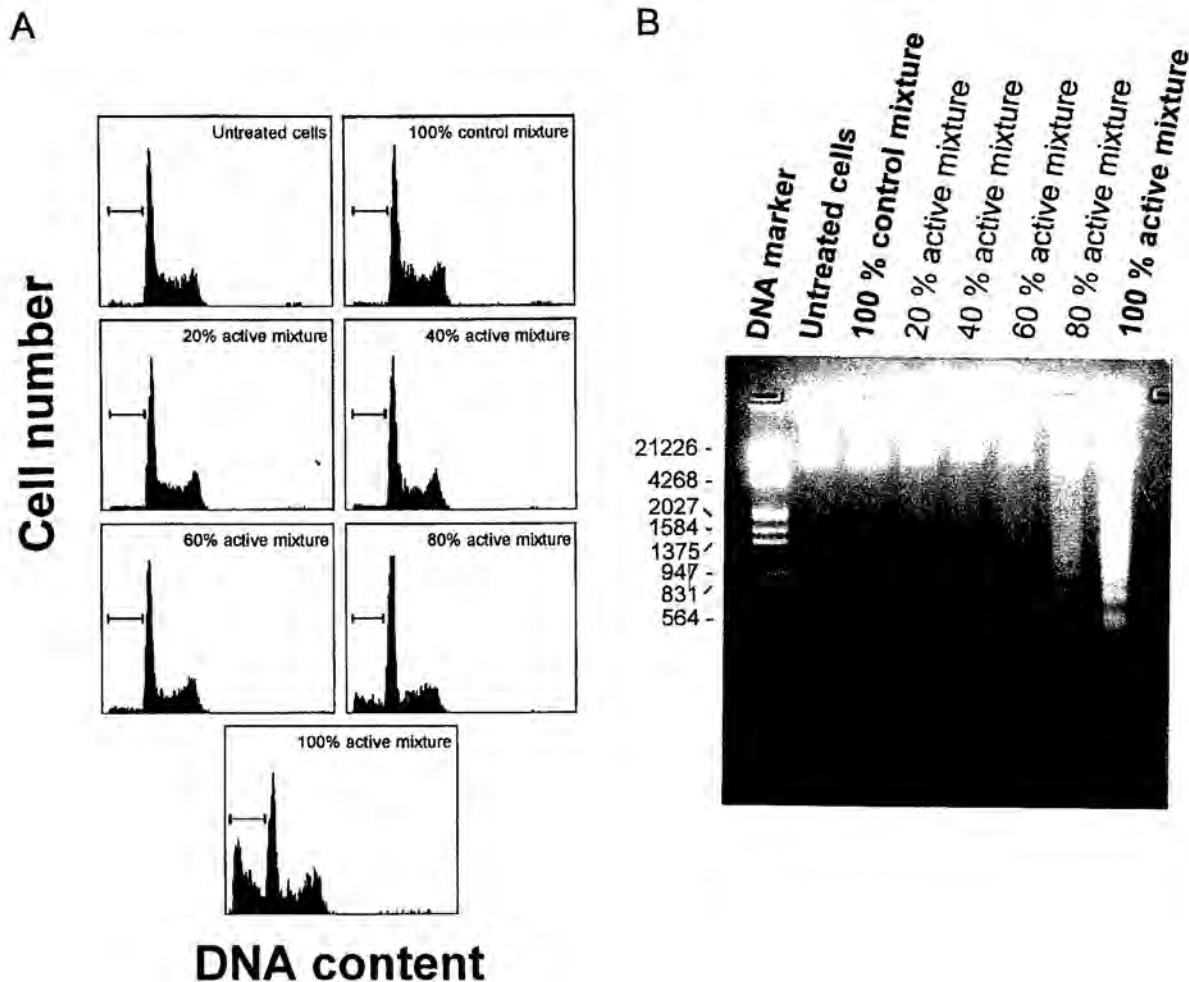 A
Untreated cells
100% control mixture
20% active mixture
40% active mixture
60% active mixture
80% active mixture
100% active mixture
Cell number
DNA content
B
DNA marker
Untreated cells
100 % control mixture
20 % active mixture
40 % active mixture
60 % active mixture
80 % active mixture
100 % active mixture
21226 -
4268 -
2027
1584 -
1375
947 -
831
564 -